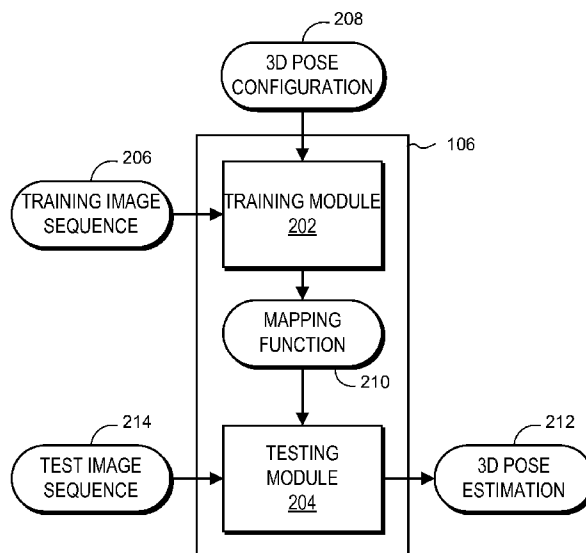 208
3D POSE
CONFIGURATION
106
206
TRAINING IMAGE
SEQUENCE
TRAINING MODULE
202
MAPPING
FUNCTION
210
214
TEST IMAGE
SEQUENCE
TESTING
MODULE
204
212
3D POSE
ESTIMATION